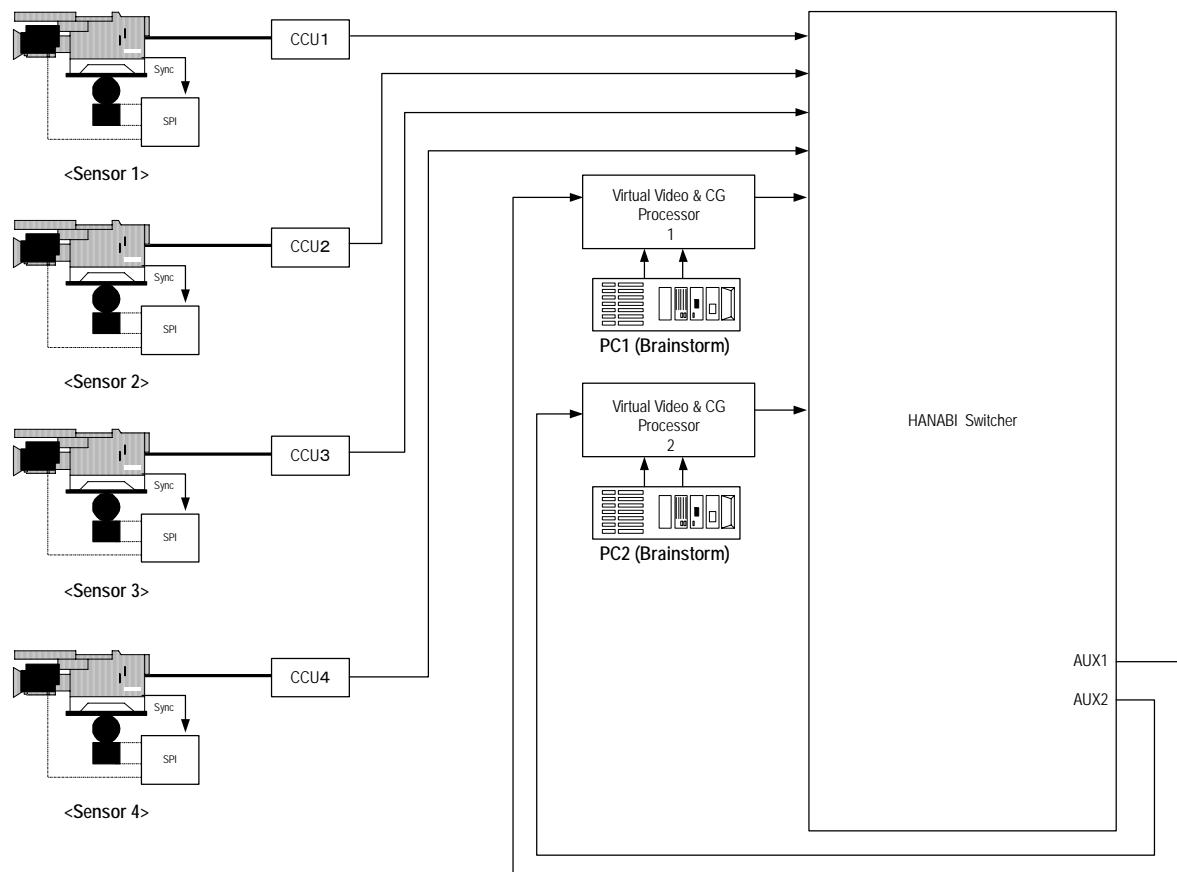 CCU1
Sync
SPI
<Sensor 1>
CCU2
Sync
SPI
<Sensor 2>
CCU3
Sync
SPI
<Sensor 3>
CCU4
Sync
SPI
<Sensor 4>
Virtual Video & CG
Processor
1
PC1 (Brainstorm)
Virtual Video & CG
Processor
2
PC2 (Brainstorm)
HANABI Switcher
AUX1
AUX2